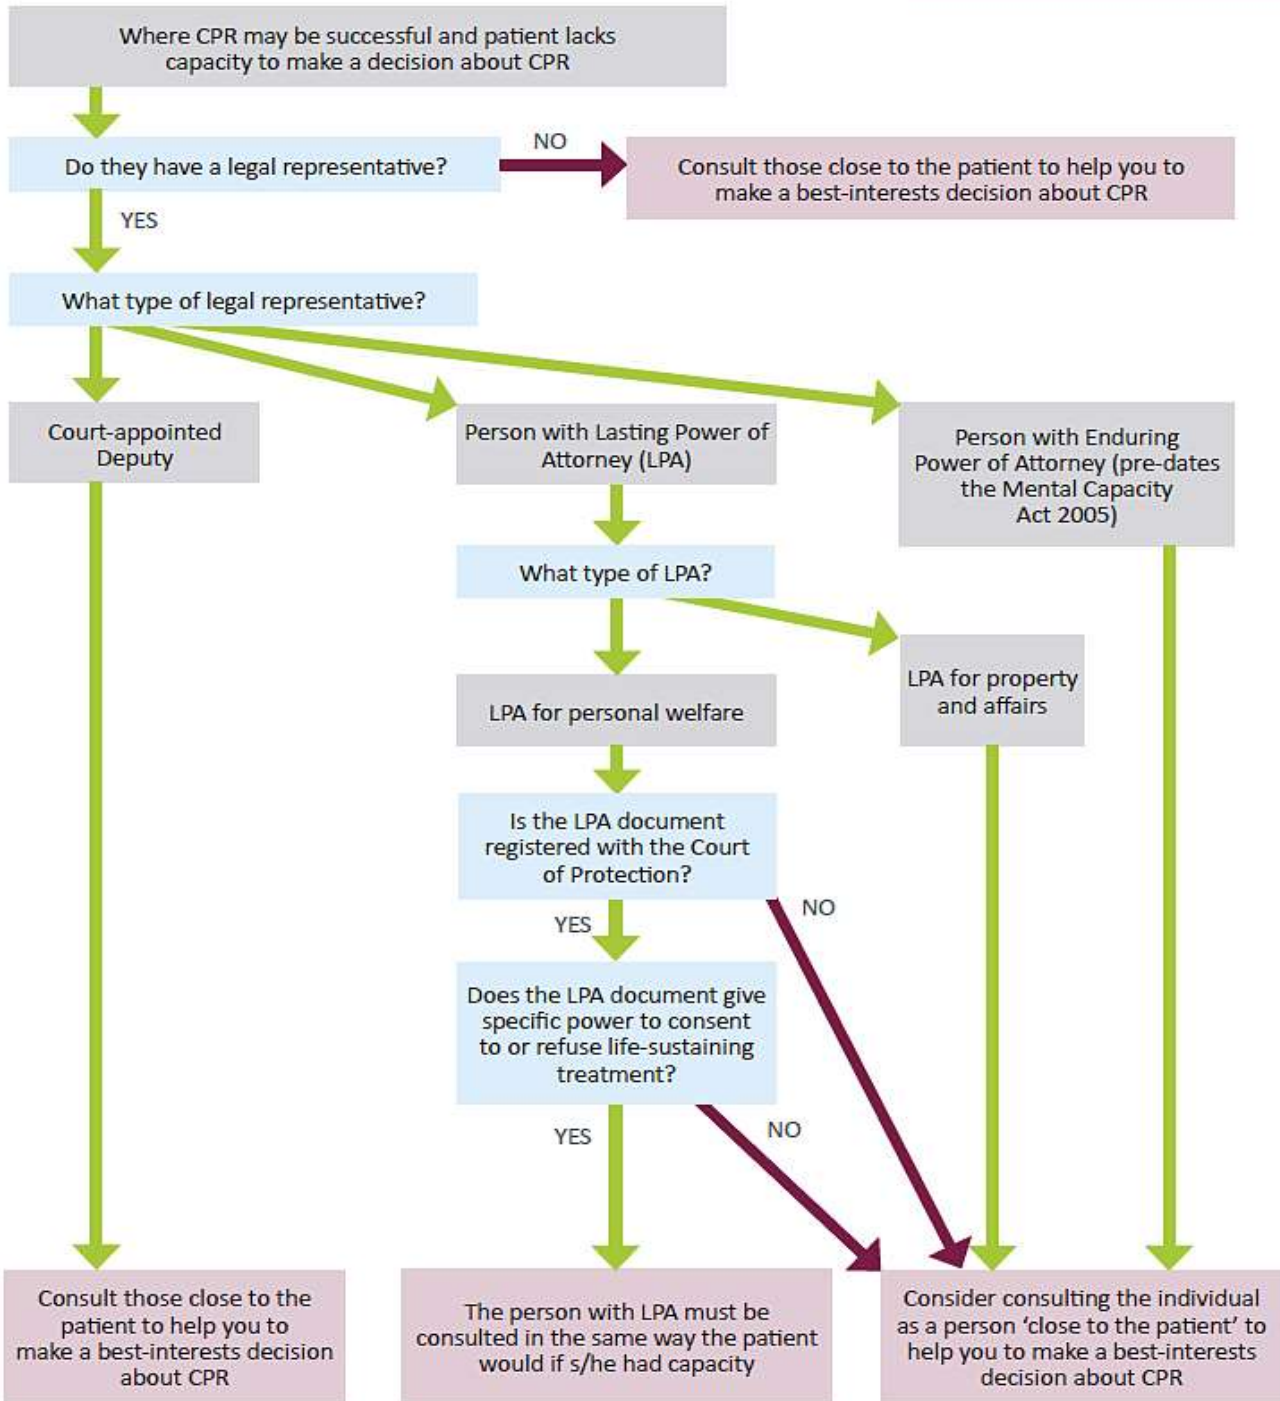 Where CPR may be successful and patient lacks
capacity to make a decision about CPR
Do they have a legal representative?
NO
Consult those close to the patient to help you to
make a best-interests decision about CPR
YES
What type of legal representative?
Court-appointed
Deputy
Person with Lasting Power of
Attorney (LPA)
Person with Enduring
Power of Attorney (pre-dates
the Mental Capacity
Act 2005)
What type of LPA?
LPA for personal welfare
LPA for property
and affairs
Is the LPA document
registered with the Court
of Protection?
NO
YES
Does the LPA document give
specific power to consent
to or refuse life-sustaining
treatment?
YES
NO
Consult those close to the
patient to help you to
make a best-interests decision
about CPR
The person with LPA must be
consulted in the same way the patient
would if s/he had capacity
Consider consulting the individual
as a person ‘close to the patient’ to
help you to make a best-interests
decision about CPR